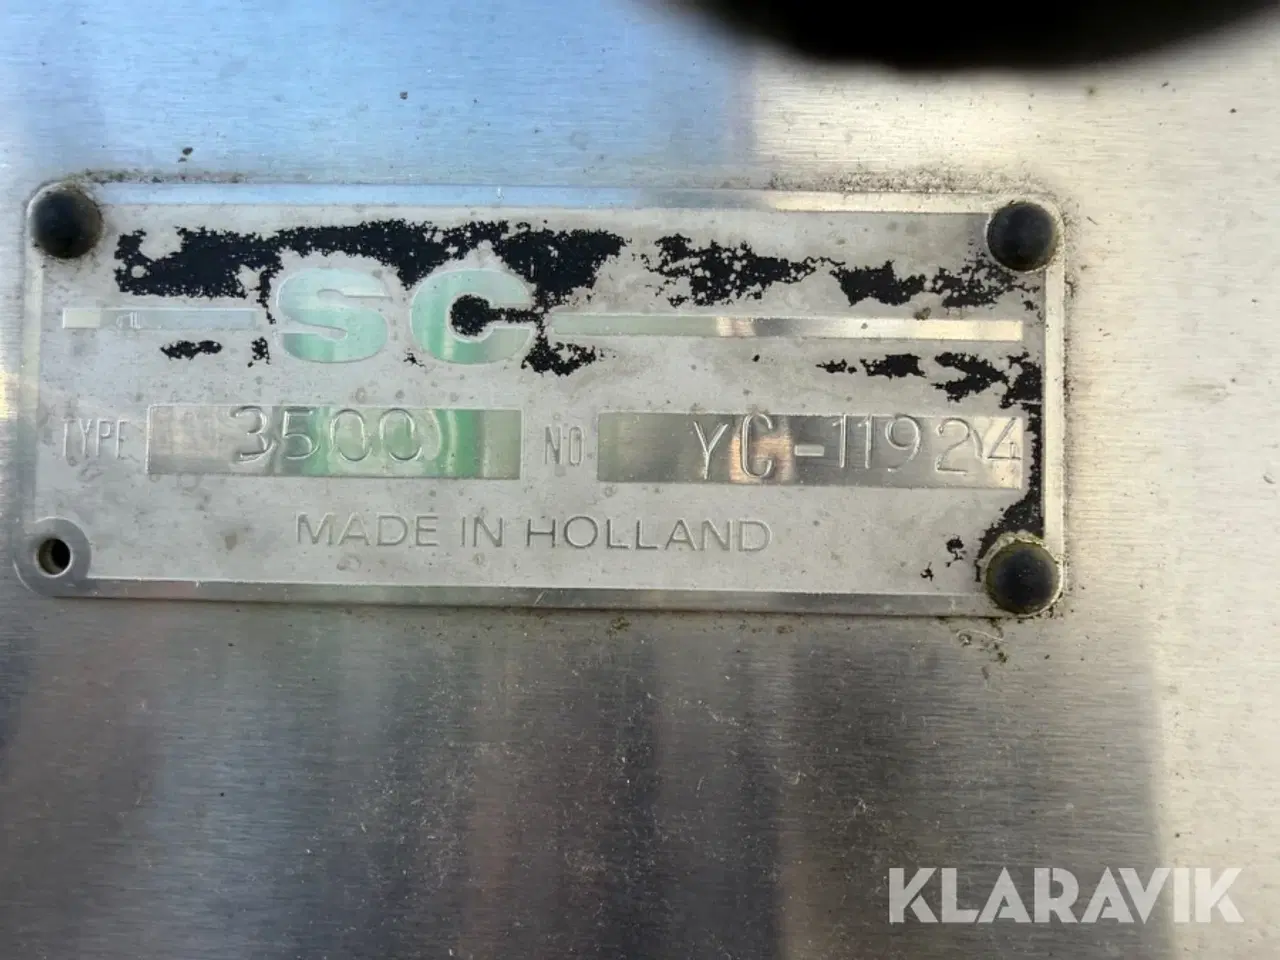 SC
TYPE 3500 NO YC-11924
MADE IN HOLLAND
KLARAVIK